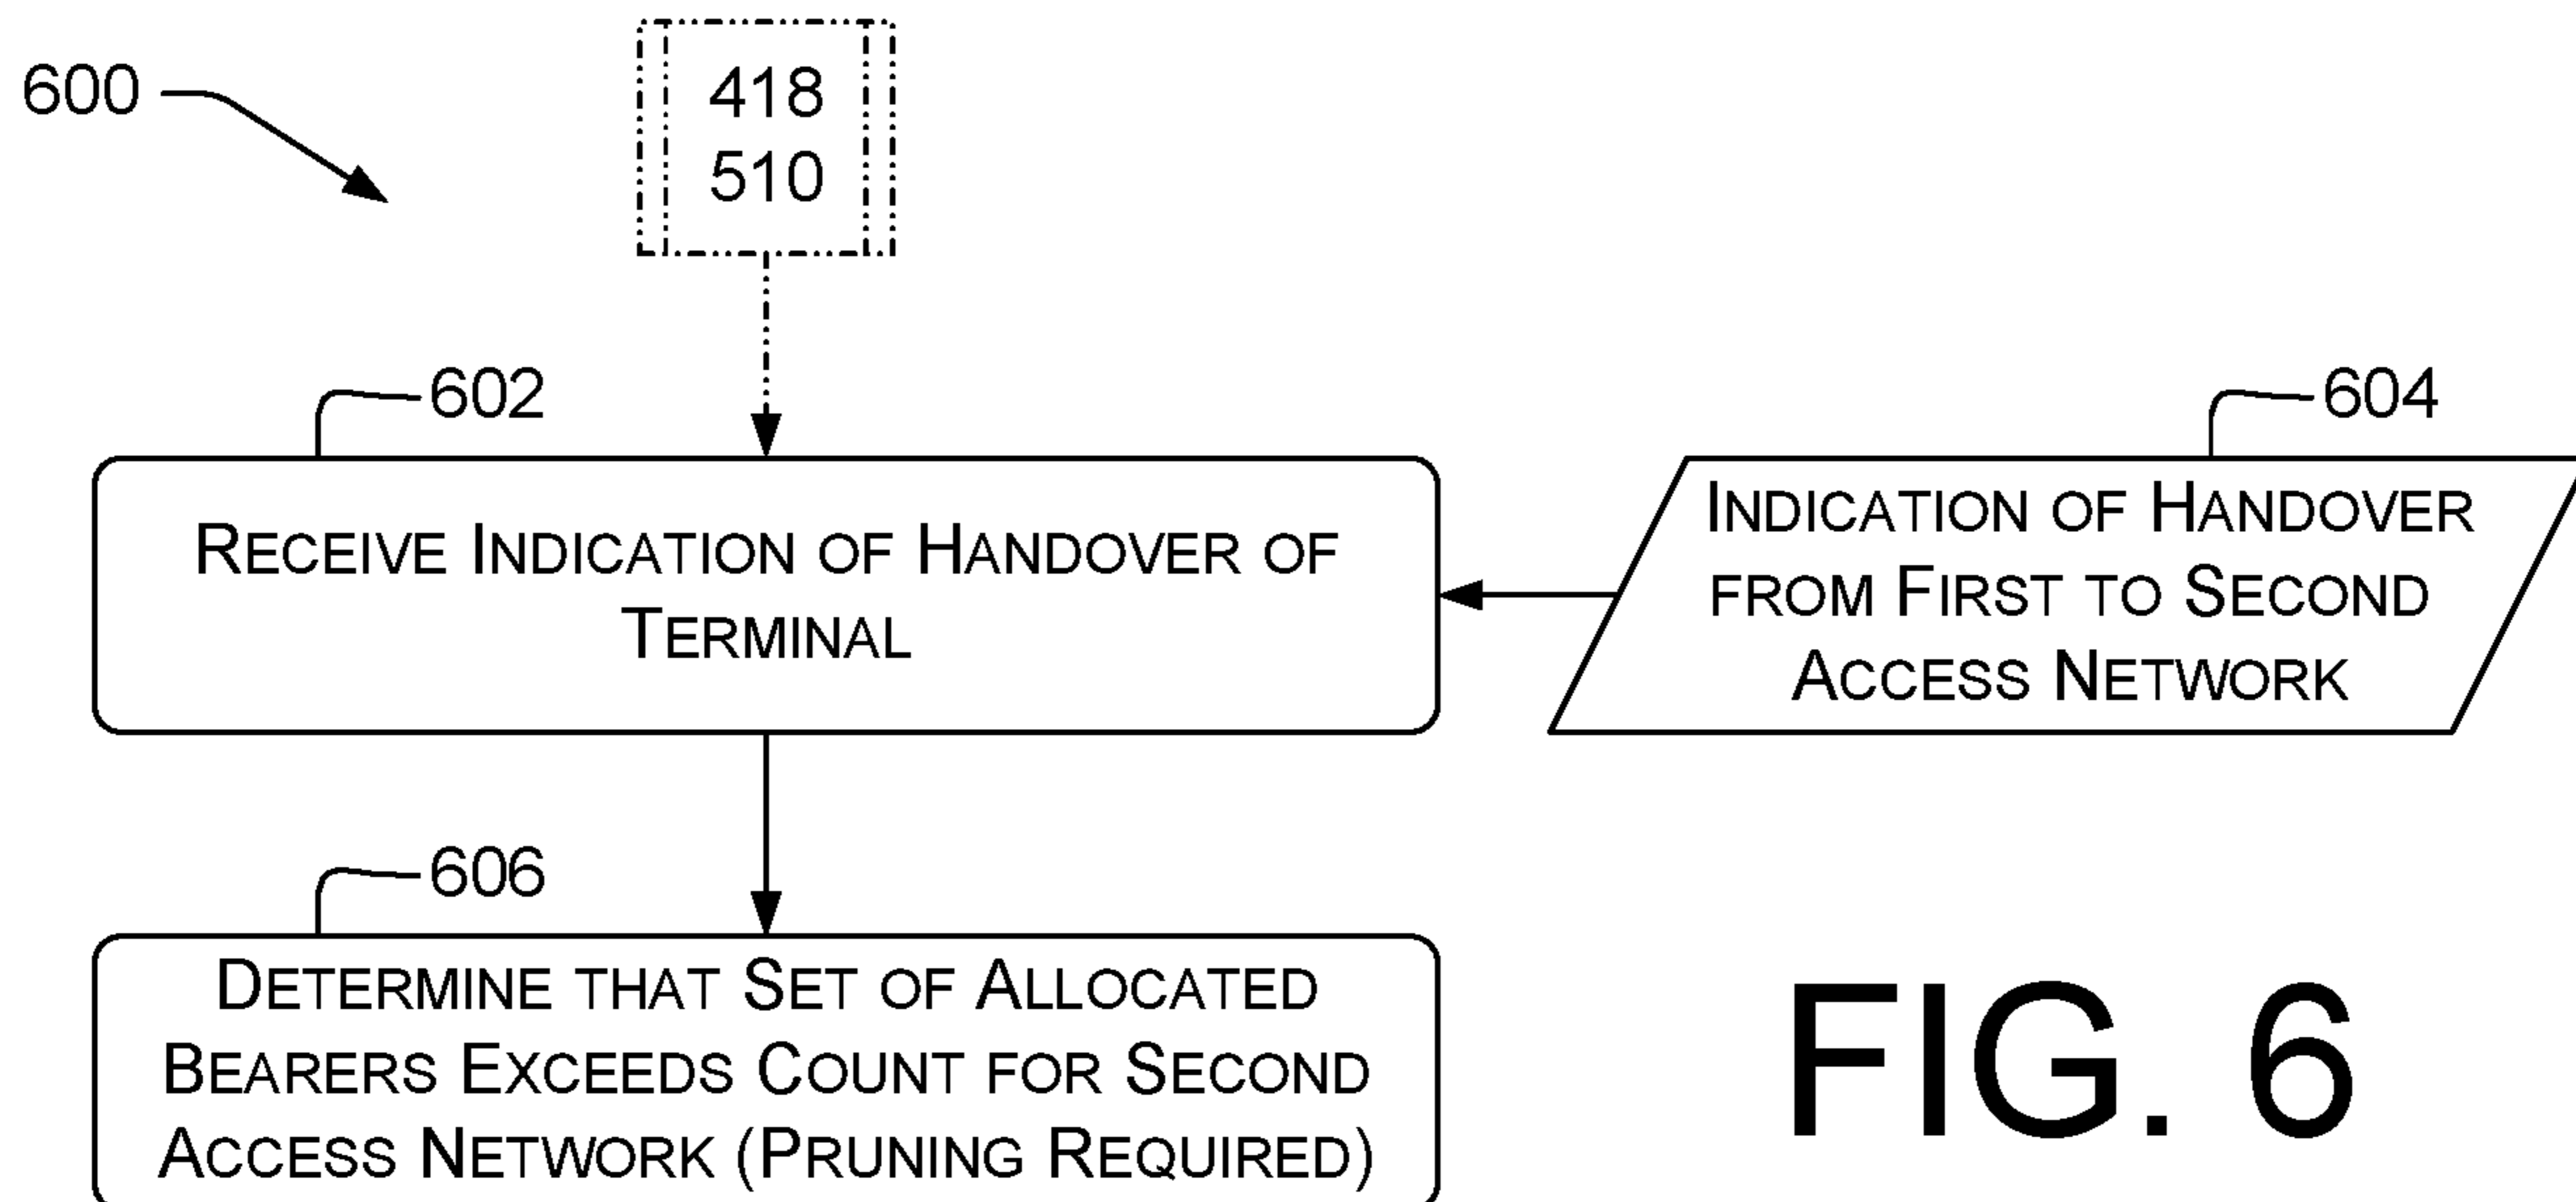 600
418
510
602
604
RECEIVE INDICATION OF HANDOVER OF
TERMINAL
INDICATION OF HANDOVER
FROM FIRST TO SECOND
ACCESS NETWORK
606
DETERMINE THAT SET OF ALLOCATED
BEARERS EXCEEDS COUNT FOR SECOND
ACCESS NETWORK (PRUNING REQUIRED)
FIG. 6